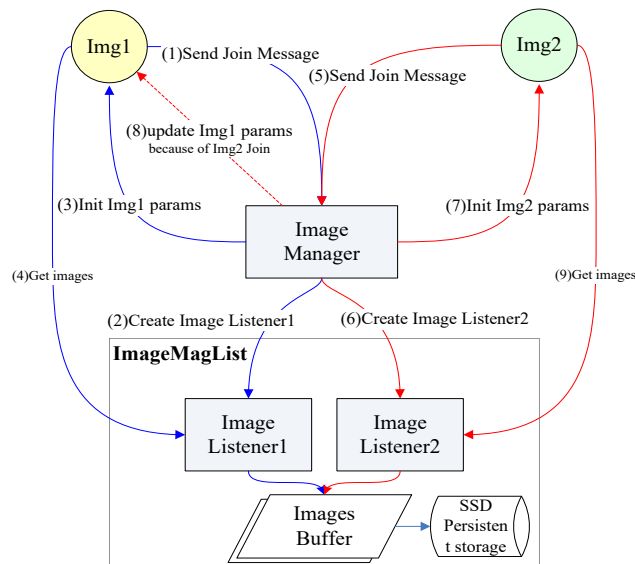 Img1
Img2
(1)Send Join Message
(5)Send Join Message
(8)update Img1 params
because of Img2 Join
(3)Init Img1 params
(7)Init Img2 params
Image
Manager
(4)Get images
(9)Get images
(2)Create Image Listener1
(6)Create Image Listener2
ImageMagList
Image
Listener1
Image
Listener2
Images
Buffer
SSD
Persisten
t storage